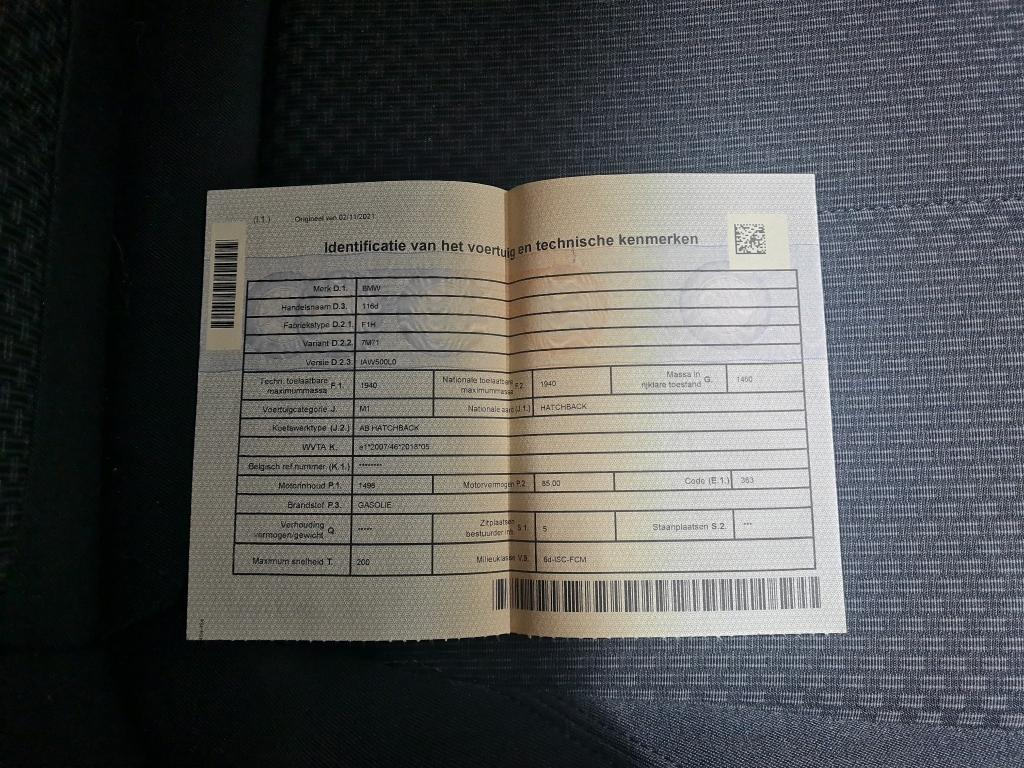 (I.1.) Origineel van 02/11/2021
Identificatie van het voertuig en technische kenmerken
Merk D.1. BMW
Handelsnaam D.3. 116d
Fabriekstype D.2.1. F1H
Variant D.2.2. 7M71
Versie D.2.3. IAW500L0
Techn. toelaatbare maximummassa F.1. 1940 Nationale toelaatbare maximummassa F.2. 1940 Massa in rijklare toestand G. 1460
Voertuigcategorie J. M1 Nationale aard (J.1.) HATCHBACK
Koetswerktype (J.2.) AB HATCHBACK
WVTA K. e1*2007/46*2018*05
Belgisch ref.nummer (K.1.) ********
Motorinhoud P.1. 1496 Motorvermogen P.2. 85.00 Code (E.1.) 363
Brandstof P.3. GASOLIE
Verhouding vermogen/gewicht Q. ***** Zitplaatsen bestuurder inb. S.1. 5 Staanplaatsen S.2. ***
Maximum snelheid T. 200 Milieuklasse V.9. 6d-ISC-FCM